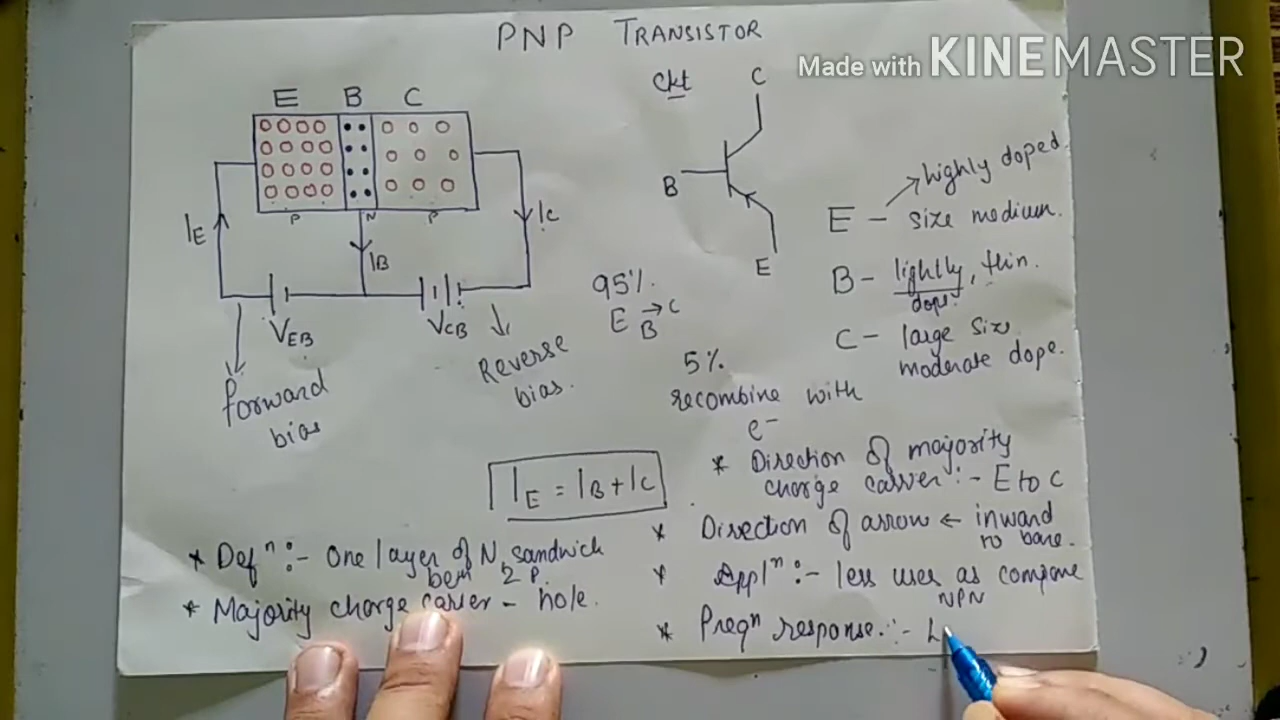 PNP TRANSISTOR
Made with KINEMASTER
E B C
P N P
IE
IB
IC
VEB
VCB
Forward
bias
Reverse
bias.
Ckt
C
B
E
95%
E → C
B
5%
recombine with
e-
E - highly doped.
size medium.
B - lightly, thin.
dope.
C - large size
moderate dope.
IE = IB + IC
* Defn :- One layer of N sandwich
betn 2 P.
* Majority charge carrier - hole.
* Direction of majority
charge carrier :- E to C
* Direction of arrow ← inward
to base.
* Appln :- less uses as compare
NPN
* Freqn response :- L